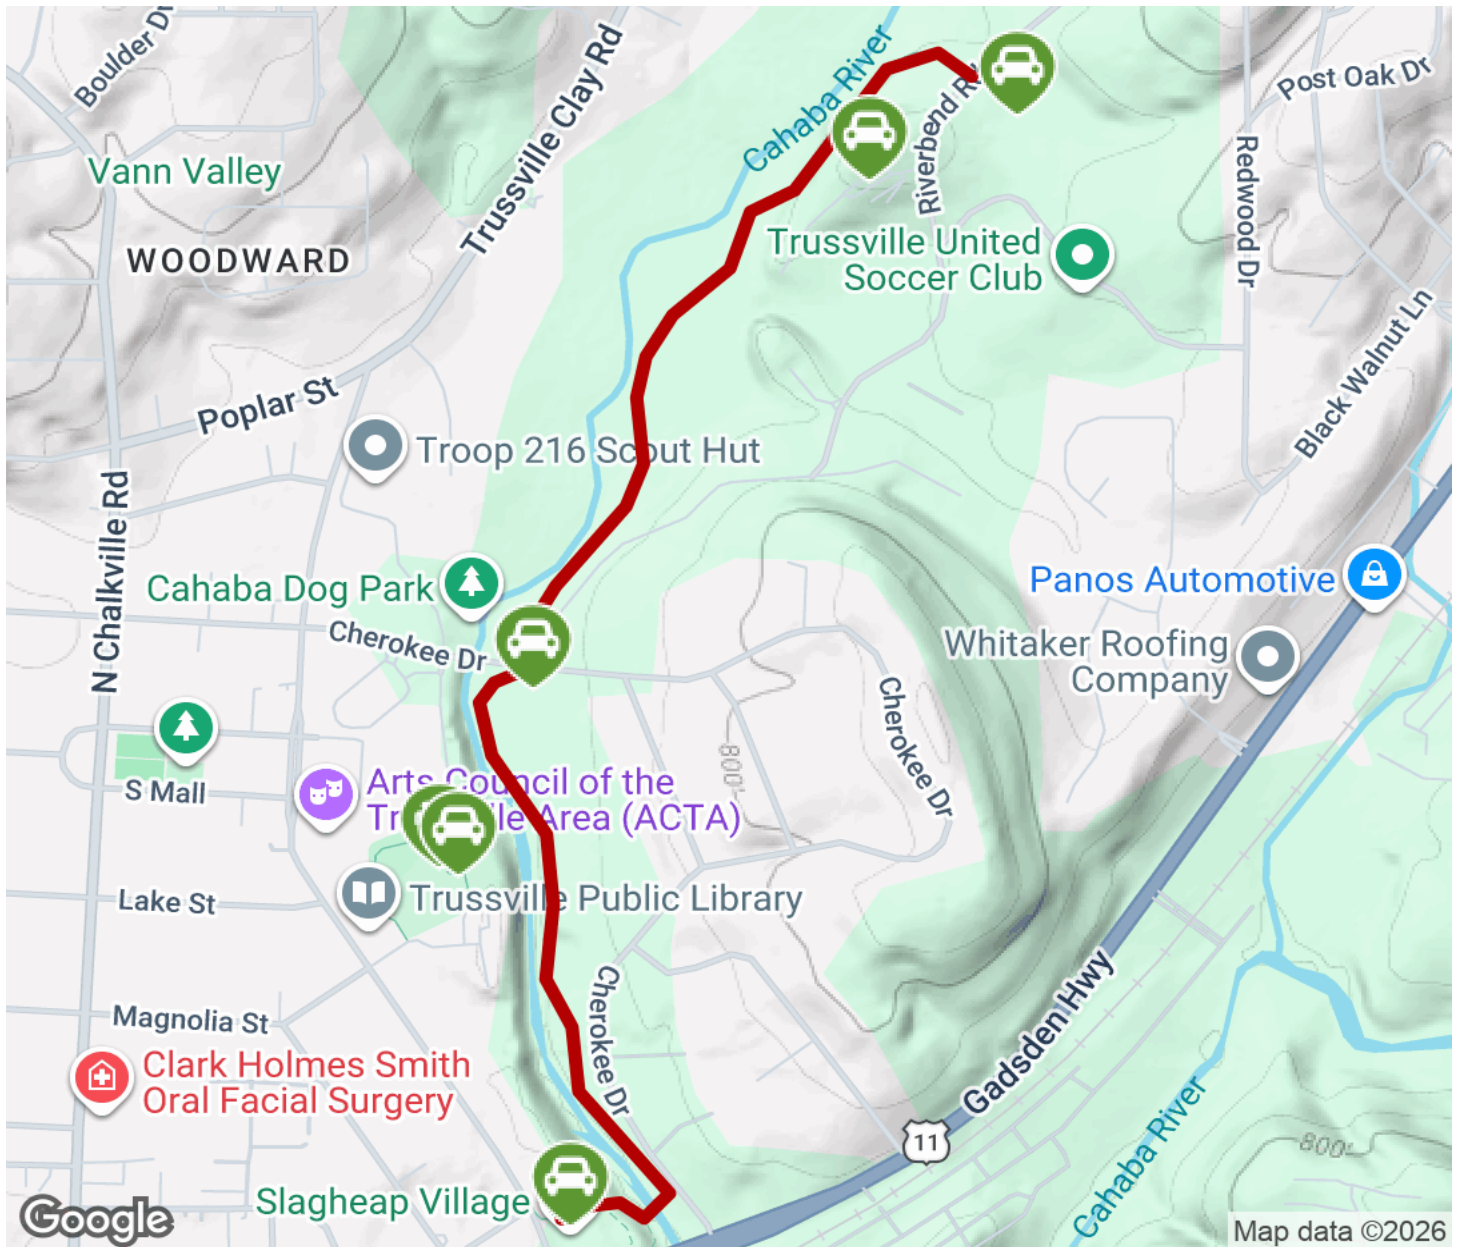 Boulder Dr
Trussville Clay Rd
Cahaba River
Riverbend Rd
Post Oak Dr
Redwood Dr
Vann Valley
WOODWARD
Trussville United
Soccer Club
Black Walnut Ln
Poplar St
Troop 216 Scout Hut
N Chalkville Rd
Cahaba Dog Park
Cherokee Dr
Panos Automotive
Whitaker Roofing
Company
Cherokee Dr
800'
S Mall
Arts Council of the
Trussville Area (ACTA)
Lake St
Trussville Public Library
Cherokee Dr
Gadsden Hwy
Magnolia St
Clark Holmes Smith
Oral Facial Surgery
11
Cahaba River
800'
Slagheap Village
Google
Map data ©2026